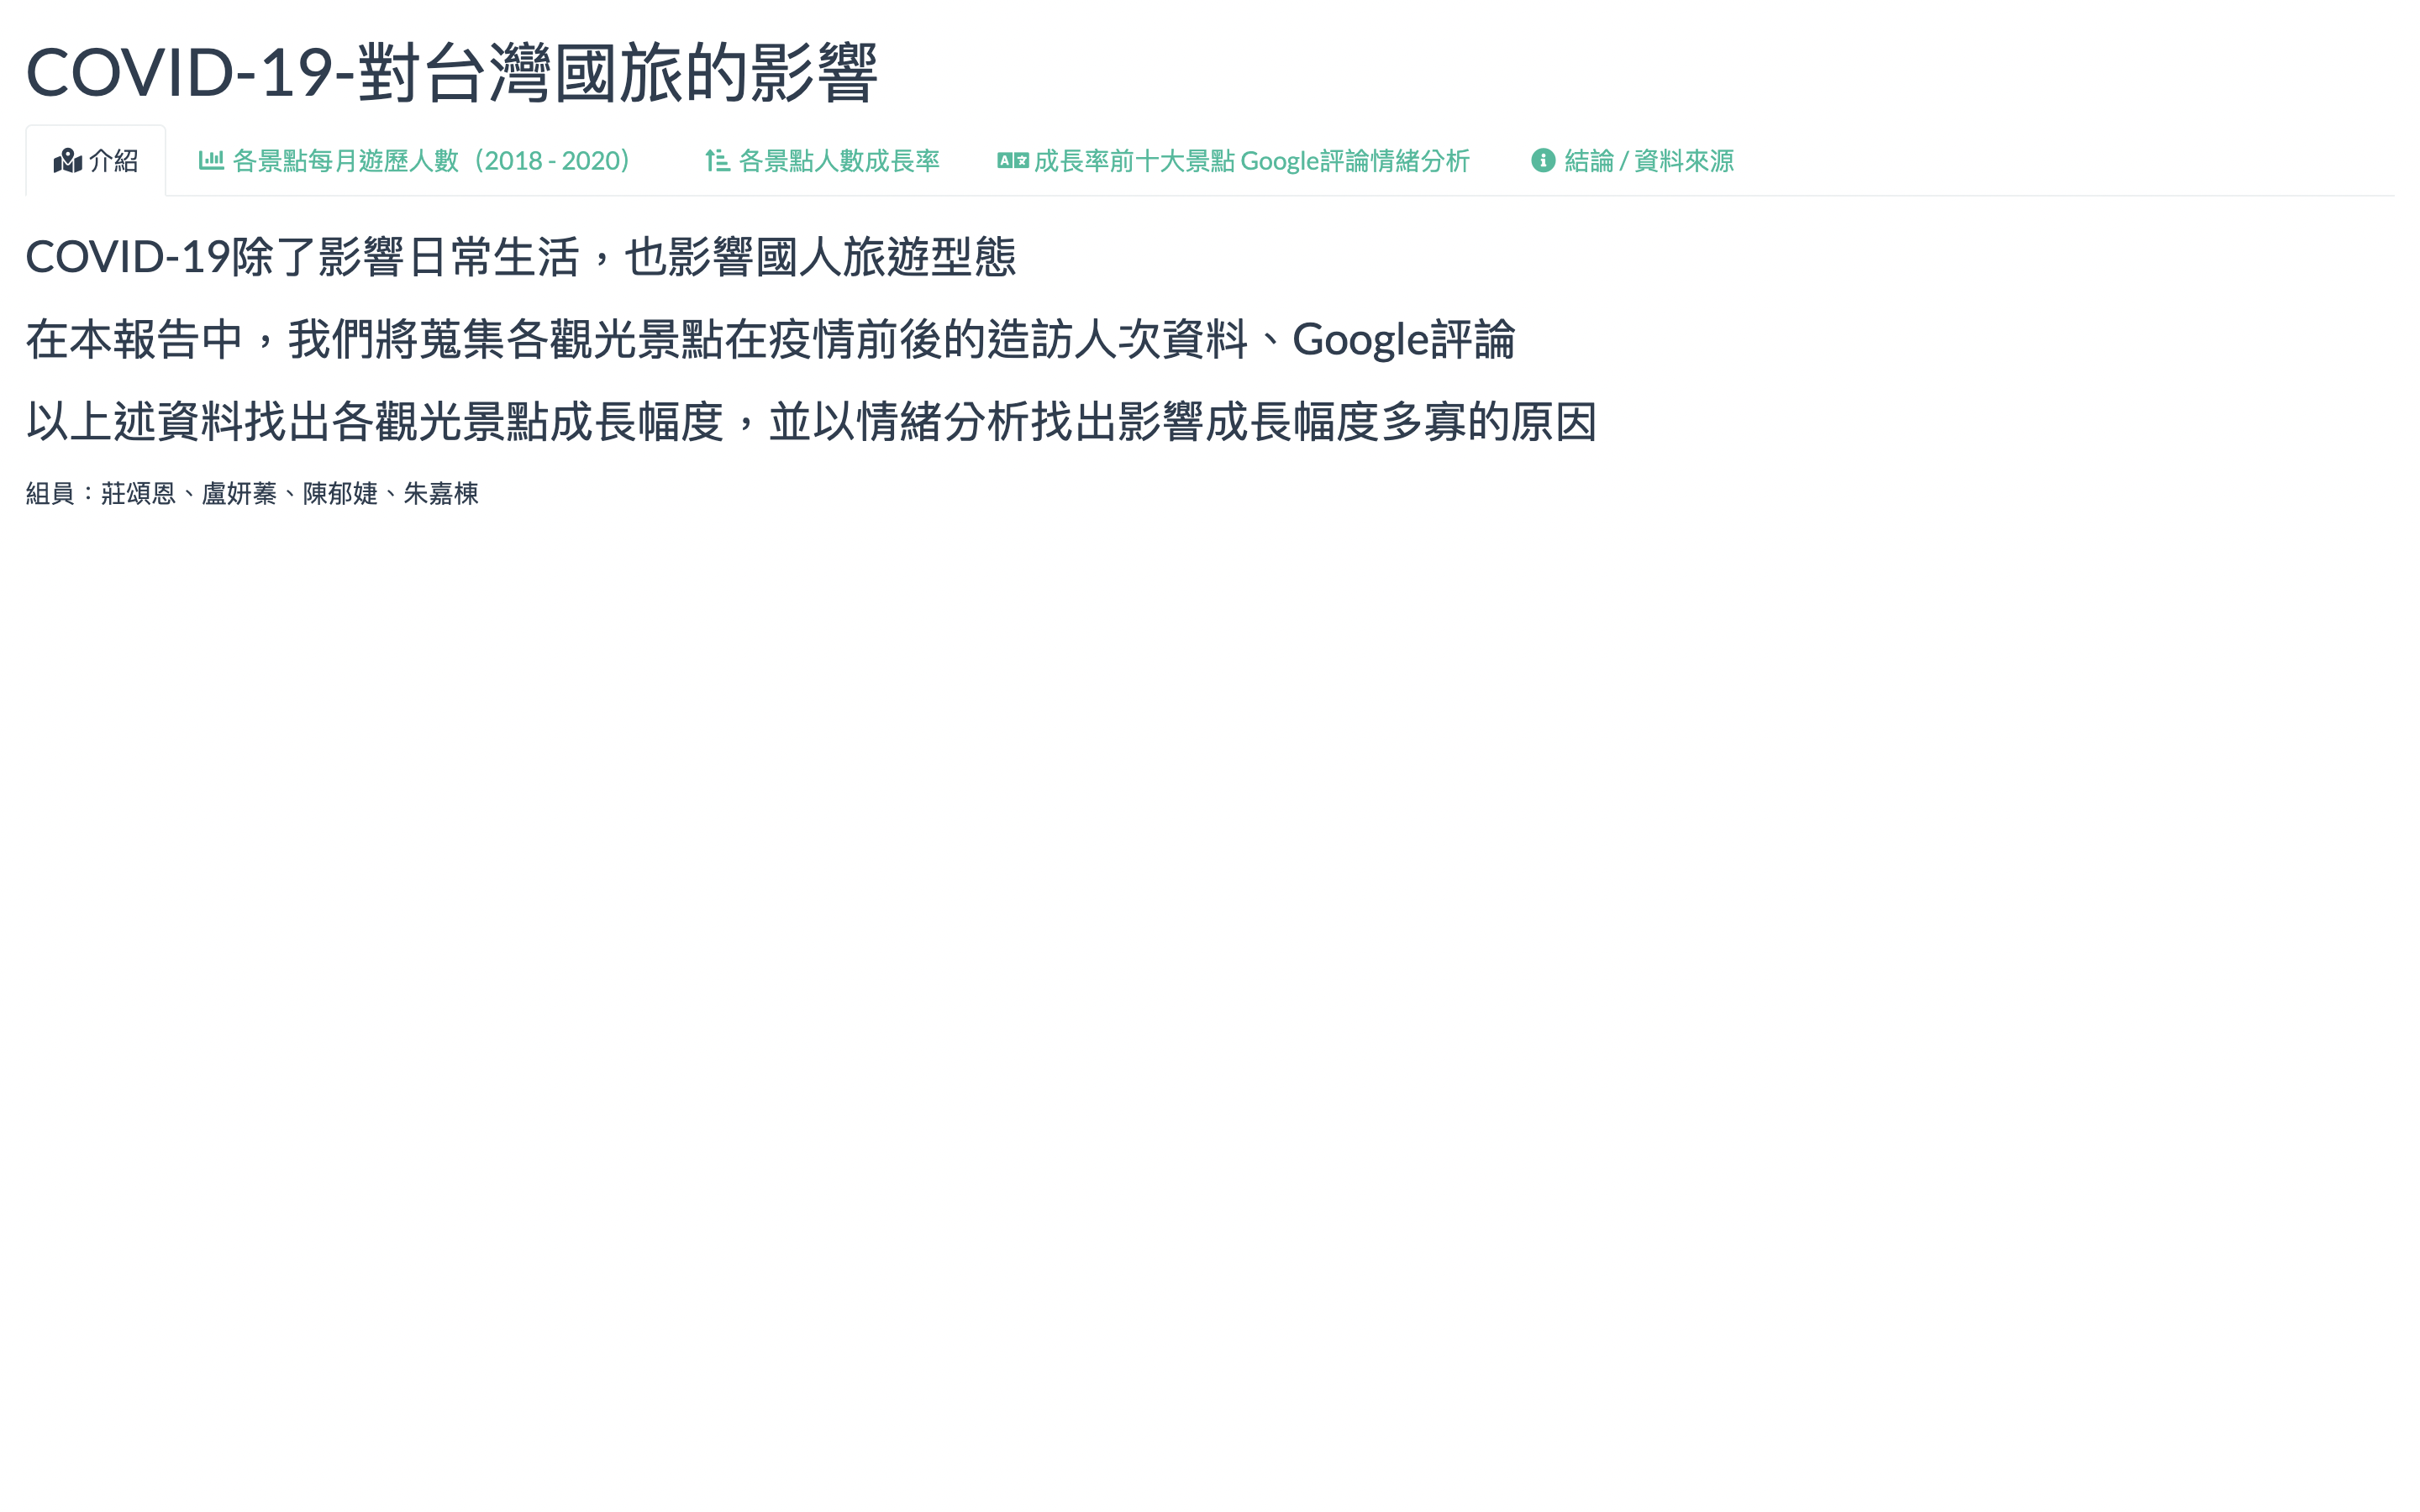 COVID-19-對台灣國旅的影響
介紹
各景點每月遊歷人數（2018 - 2020）
各景點人數成長率
成長率前十大景點 Google評論情緒分析
結論 / 資料來源
COVID-19除了影響日常生活，也影響國人旅遊型態
在本報告中，我們將蒐集各觀光景點在疫情前後的造訪人次資料、Google評論
以上述資料找出各觀光景點成長幅度，並以情緒分析找出影響成長幅度多寡的原因
組員：莊頌恩、盧妍蓁、陳郁婕、朱嘉棟